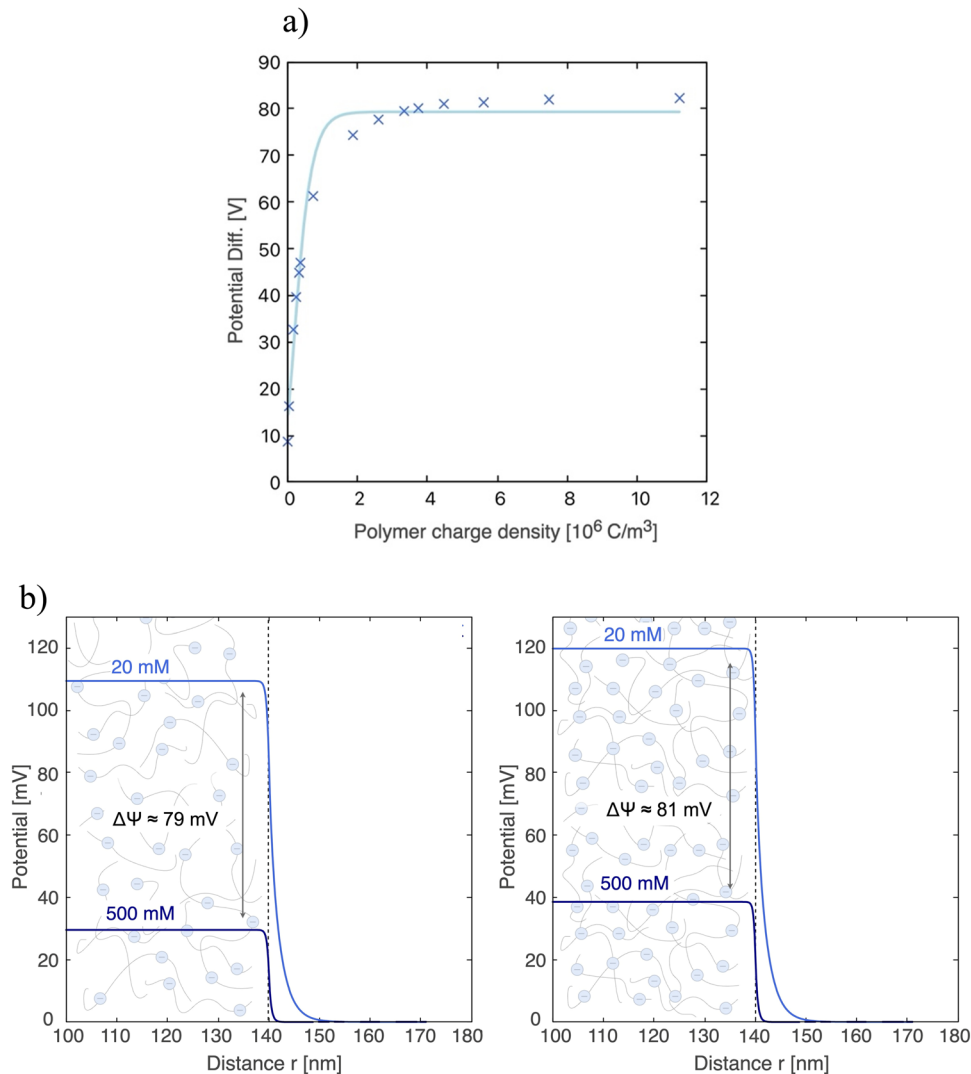 a)
90
80
70
60
50
40
30
20
10
0
Potential Diff. [V]
0 2 4 6 8 10 12
Polymer charge density [10⁶ C/m³]
b)
120
100
80
60
40
20
0
Potential [mV]
20 mM
ΔΨ ≈ 79 mV
500 mM
100 110 120 130 140 150 160 170 180
Distance r [nm]
120
100
80
60
40
20
0
Potential [mV]
20 mM
ΔΨ ≈ 81 mV
500 mM
100 110 120 130 140 150 160 170 180
Distance r [nm]